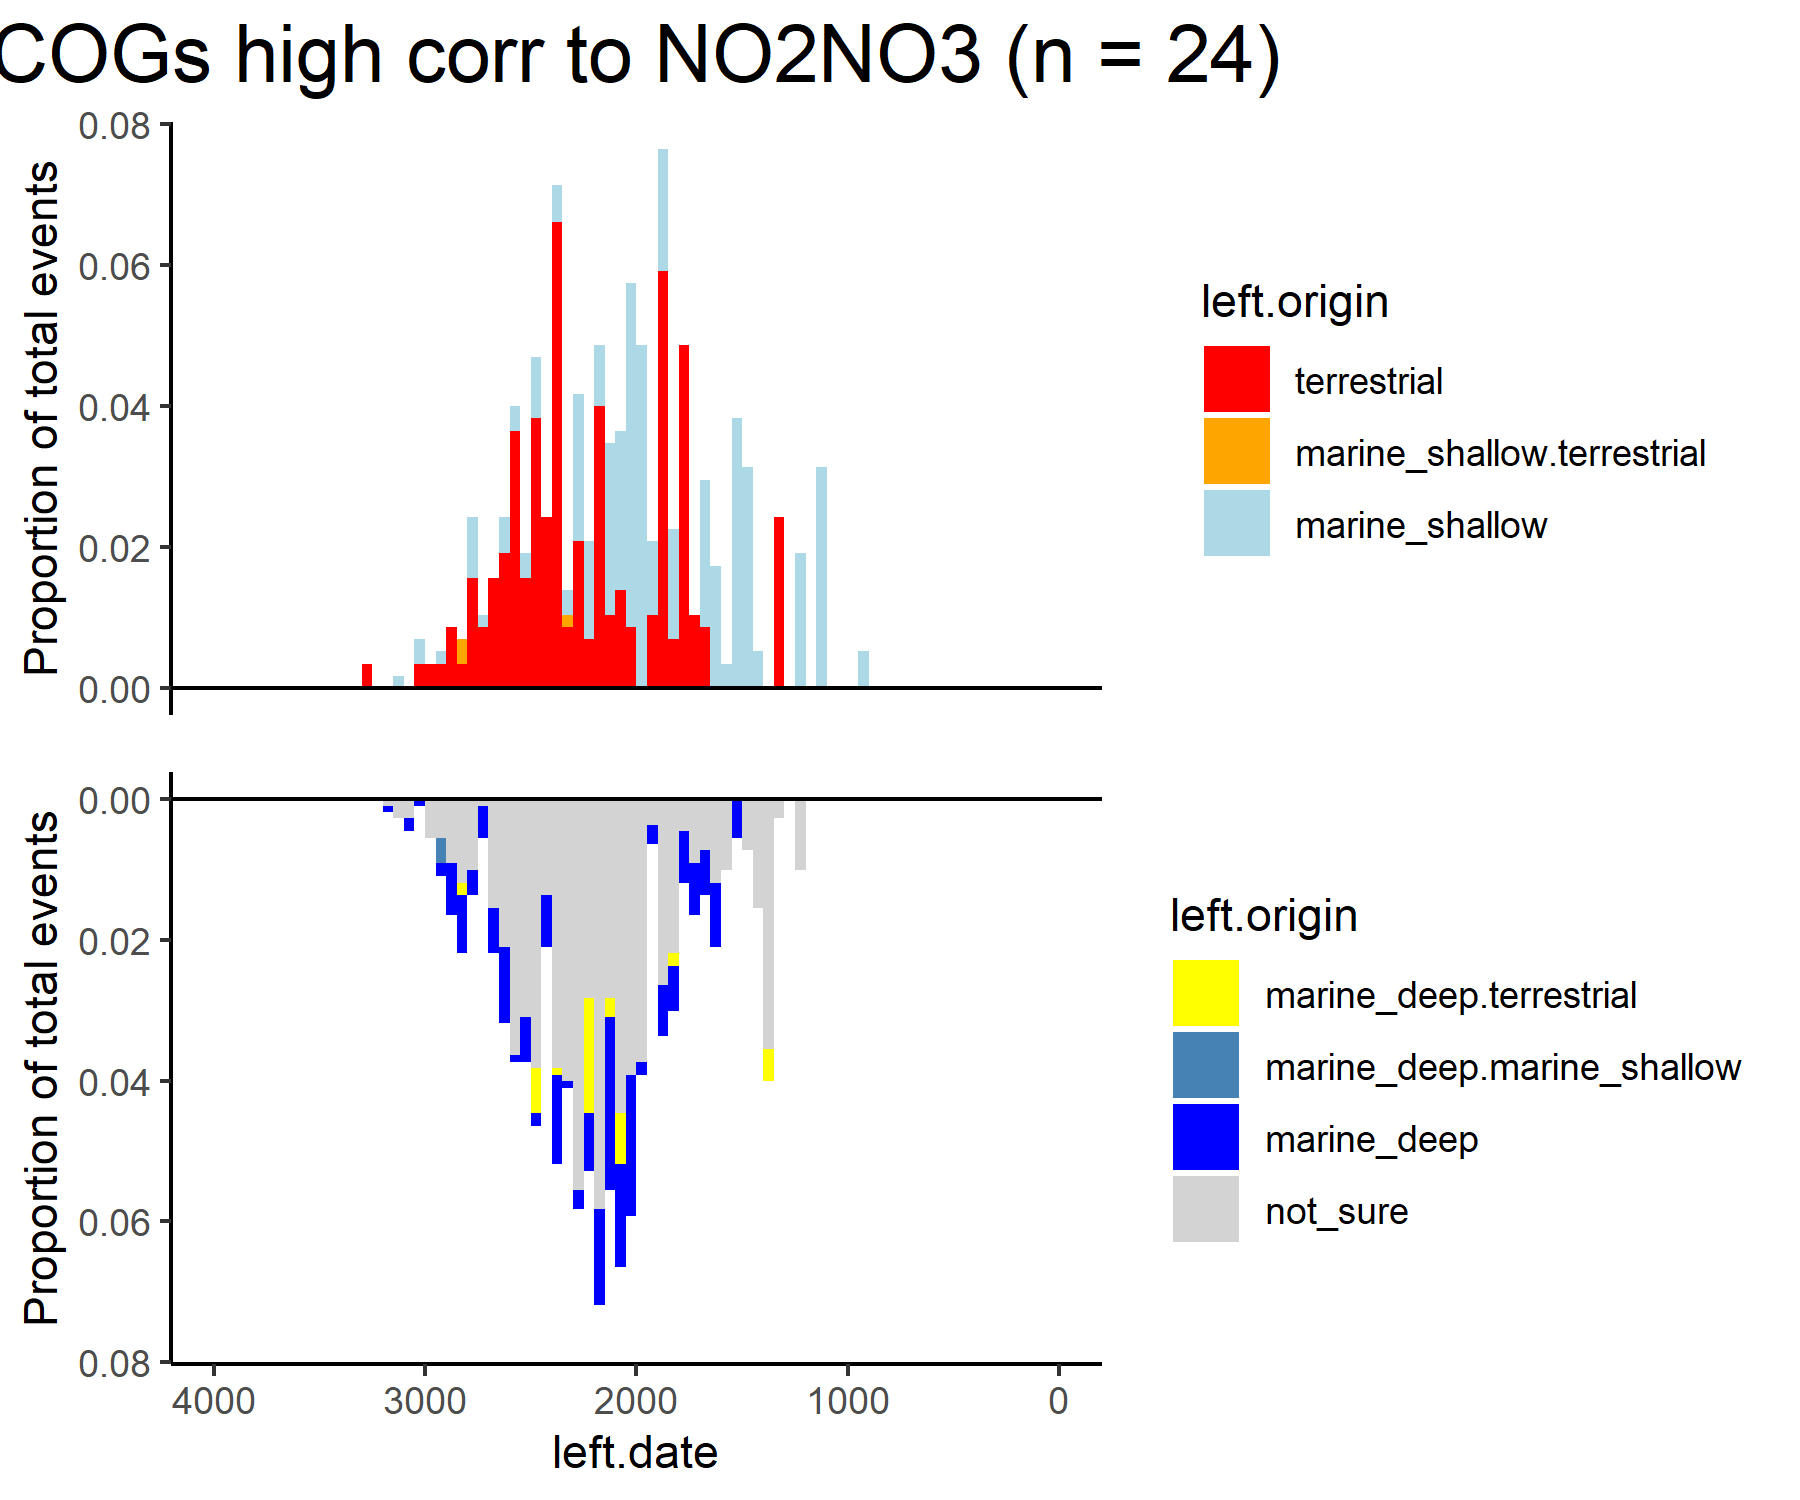 COGs high corr to NO2NO3 (n = 24)
Proportion of total events
0.08
0.06
0.04
0.02
0.00
left.origin
terrestrial
marine_shallow.terrestrial
marine_shallow
Proportion of total events
0.00
0.02
0.04
0.06
0.08
4000 3000 2000 1000 0
left.date
left.origin
marine_deep.terrestrial
marine_deep.marine_shallow
marine_deep
not_sure